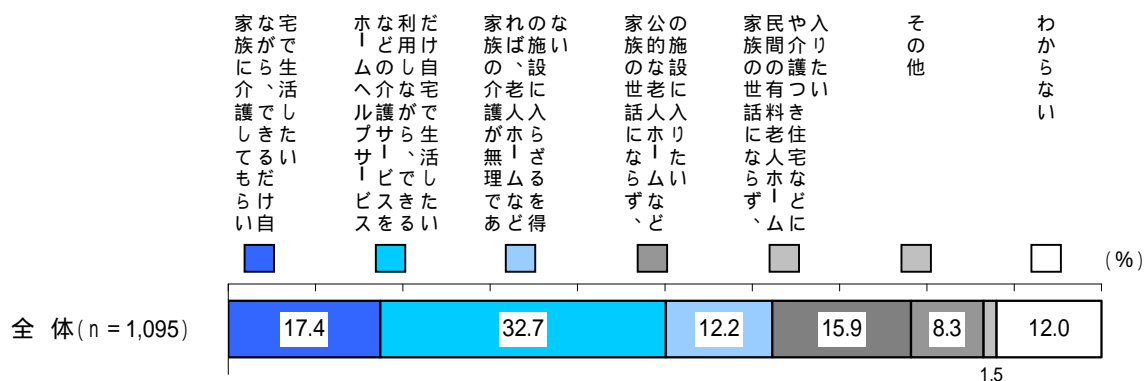 家族に介護してもらい
ながら、できるだけ自
宅で生活したい
ホームヘルプサービス
などの介護サービスを
利用しながら、できる
だけ自宅で生活したい
家族の介護が無理であ
れば、老人ホームなど
の施設に入らざるを得
ない
家族の世話にならず、
公的な老人ホームなど
の施設に入りたい
家族の世話にならず、
民間の有料老人ホーム
や介護つき住宅などに
入りたい
その他
わからない
(%)
全 体(n = 1,095)
17.4
32.7
12.2
15.9
8.3
1.5
12.0